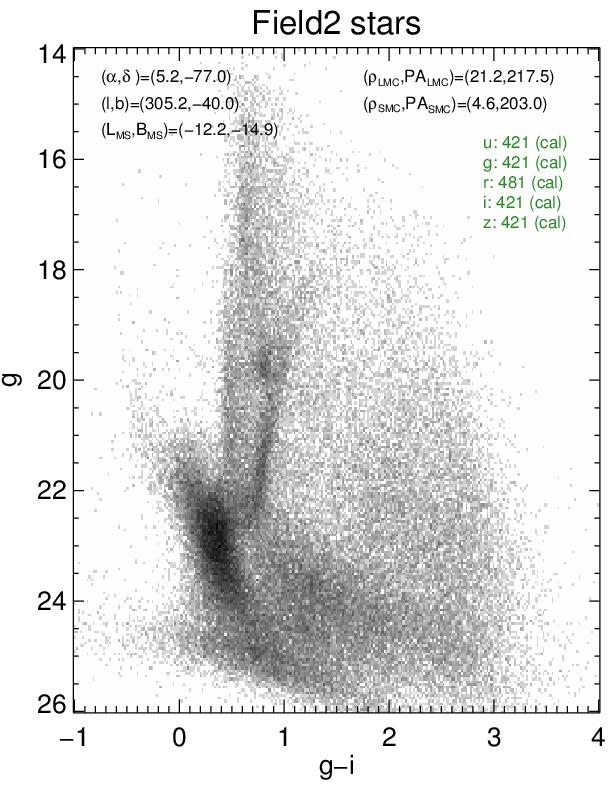 Field2 stars
(α,δ )=(5.2,−77.0)
(l,b)=(305.2,−40.0)
(LMS,BMS)=(−12.2,−14.9)
(ρLMC,PALMC)=(21.2,217.5)
(ρSMC,PASMC)=(4.6,203.0)
u: 421 (cal)
g: 421 (cal)
r: 481 (cal)
i: 421 (cal)
z: 421 (cal)
14
16
18
20
22
24
26
g
−1 0 1 2 3 4
g−i